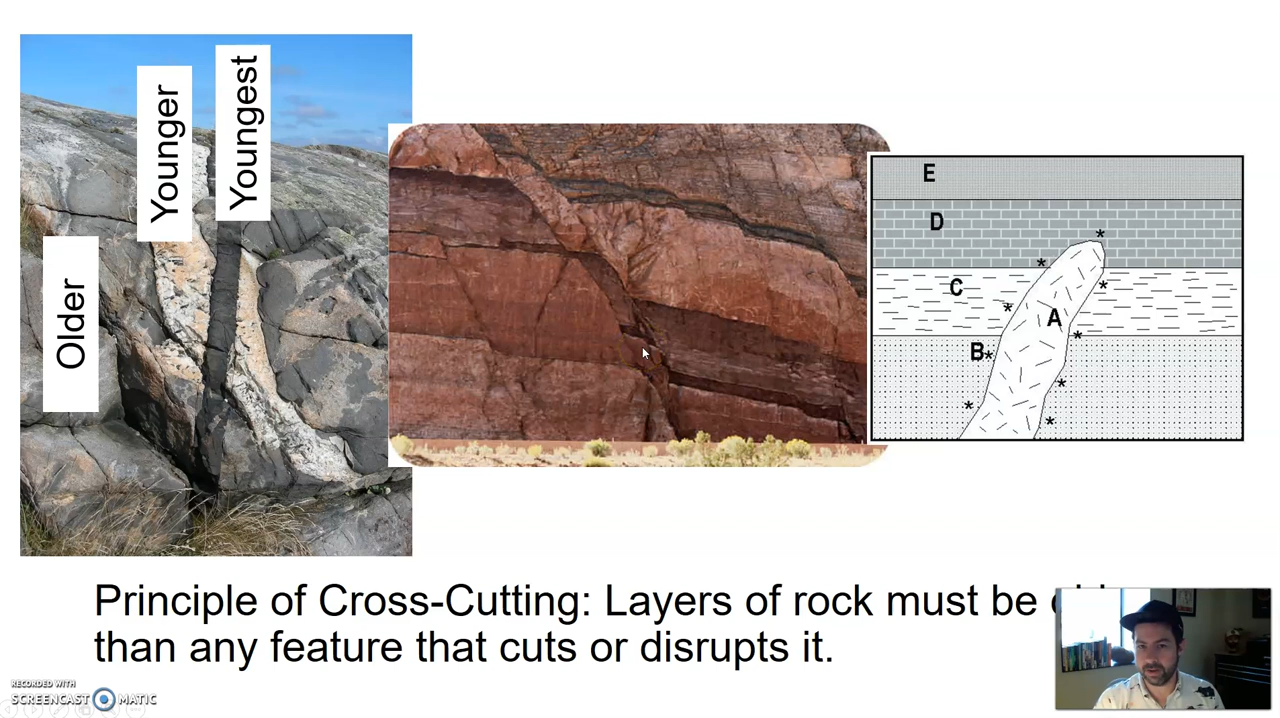 Older
Younger
Youngest
E
D
C
A
B
Principle of Cross-Cutting: Layers of rock must be
than any feature that cuts or disrupts it.
RECORDED WITH
SCREENCAST MATIC